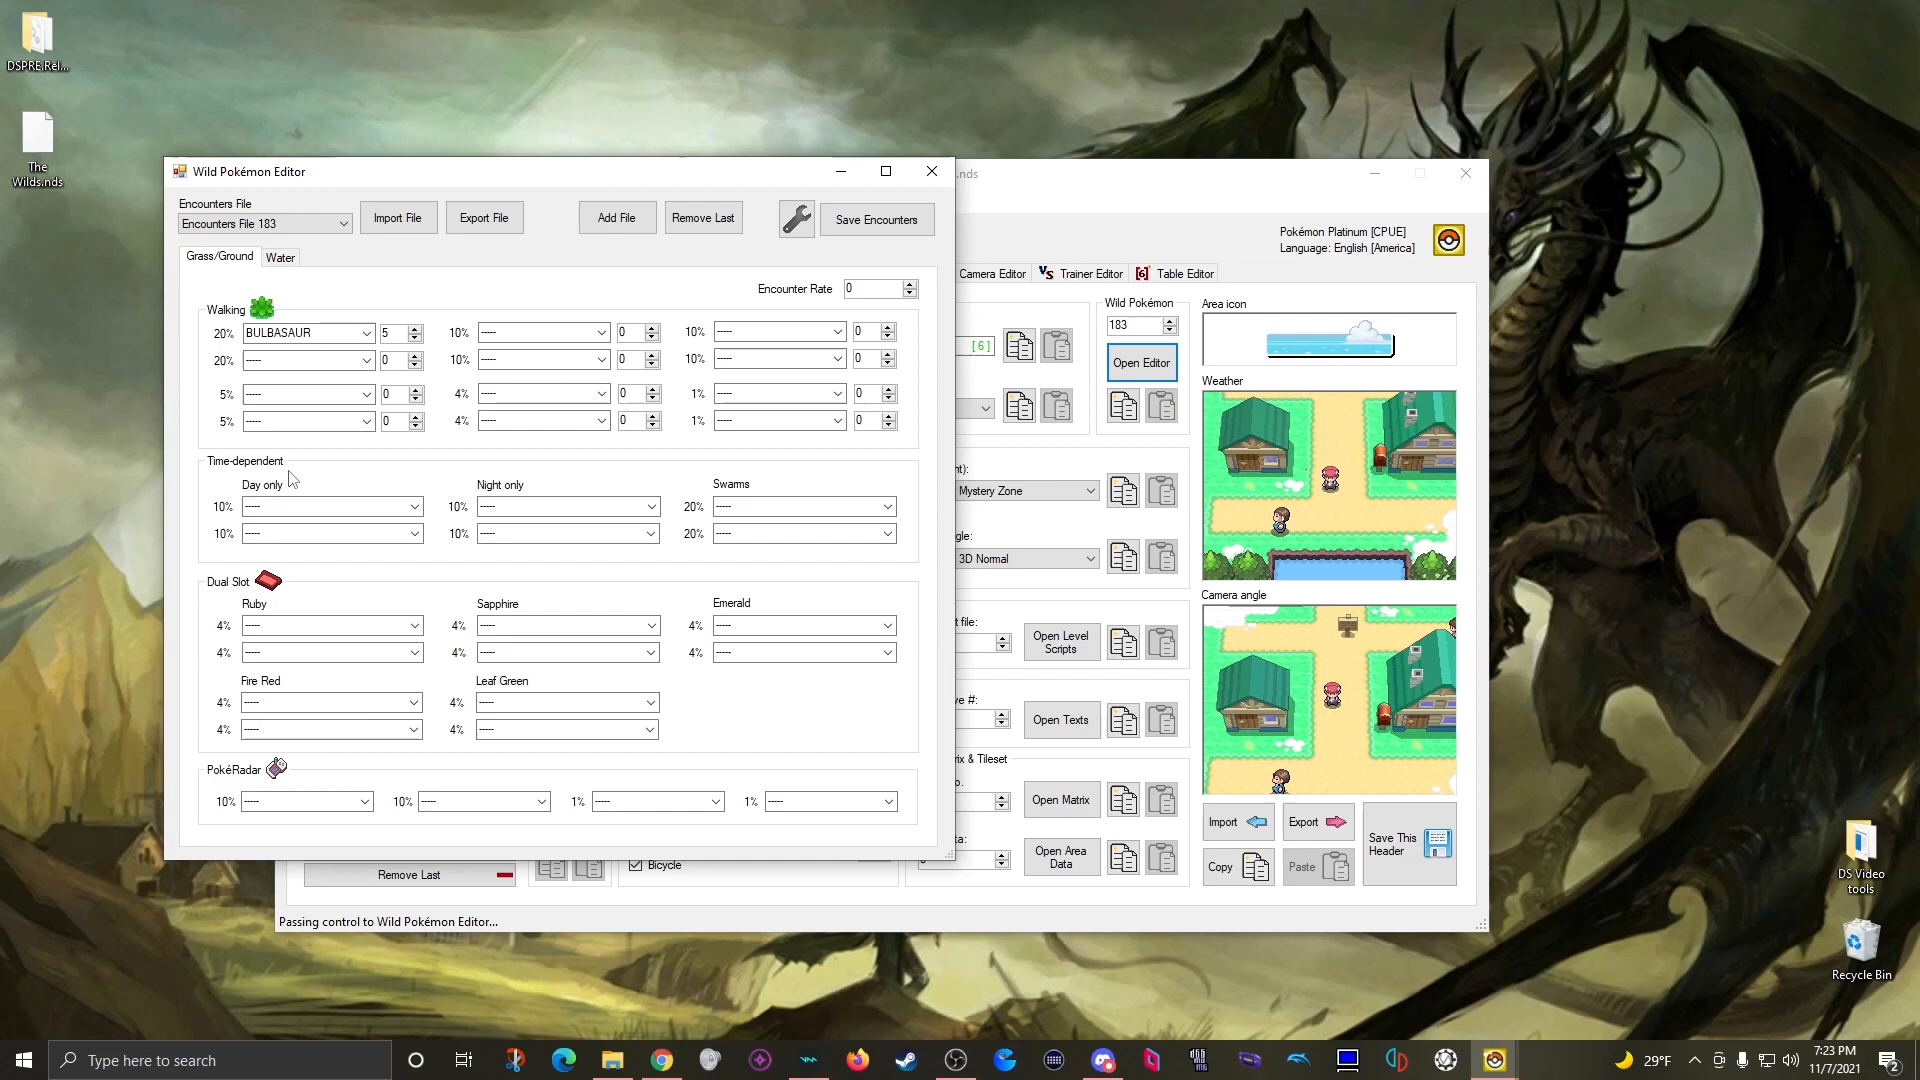 DSPRE.Rel...
The
Wilds.nds
Wild Pokémon Editor
.nds
Encounters File
Encounters File 183
Import File
Export File
Add File
Remove Last
Save Encounters
Grass/Ground
Water
Encounter Rate 0
Walking
20% BULBASAUR 5
10% ----- 0
10% ----- 0
20% ----- 0
10% ----- 0
10% ----- 0
5% ----- 0
4% ----- 0
1% ----- 0
5% ----- 0
4% ----- 0
1% ----- 0
Time-dependent
Day only
Night only
Swarms
10% -----
10% -----
20% -----
10% -----
10% -----
20% -----
Dual Slot
Ruby
Sapphire
Emerald
4% -----
4% -----
4% -----
4% -----
4% -----
4% -----
Fire Red
Leaf Green
4% -----
4% -----
4% -----
4% -----
PokéRadar
10% -----
10% -----
1% -----
1% -----
Pokémon Platinum [CPUE]
Language: English [America]
Camera Editor
Trainer Editor
Table Editor
Wild Pokémon
183
Open Editor
[6]
Area icon
Weather
nt):
Mystery Zone
gle:
3D Normal
Camera angle
t file:
Open Level
Scripts
ve #:
Open Texts
rix & Tileset
o.
Open Matrix
ta:
Open Area
Data
Import
Export
Save This
Header
Copy
Paste
Remove Last
Bicycle
Passing control to Wild Pokémon Editor...
DS Video
tools
Recycle Bin
Type here to search
29°F
7:23 PM
11/7/2021
2